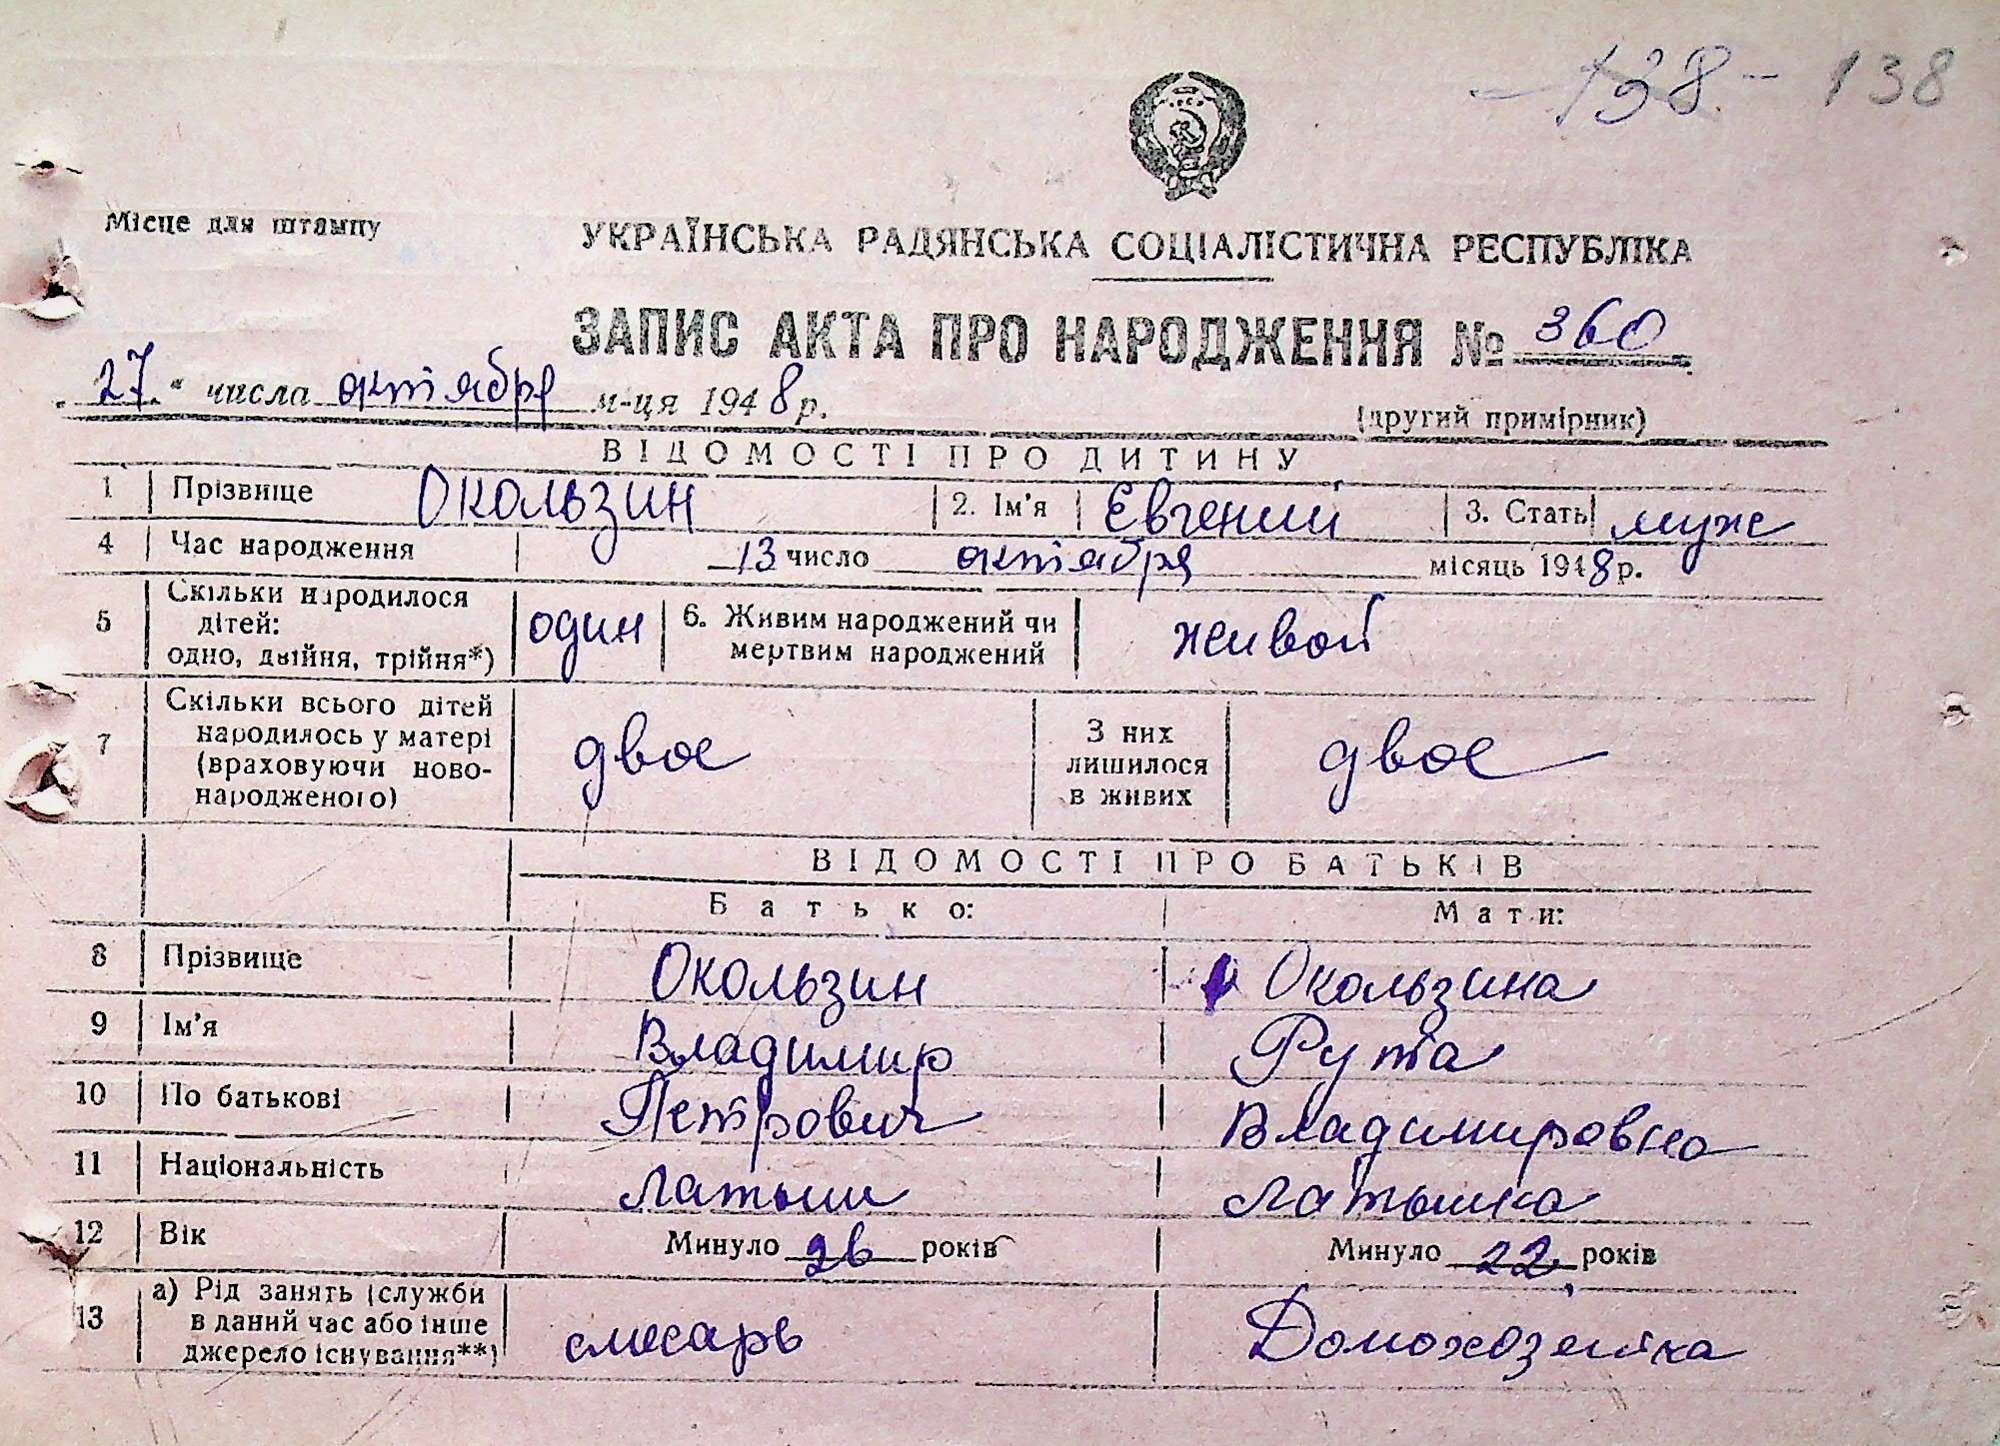 -138- 138
Місце для штампу
УКРАЇНСЬКА РАДЯНСЬКА СОЦІАЛІСТИЧНА РЕСПУБЛІКА
ЗАПИС АКТА ПРО НАРОДЖЕННЯ № 360
„27“ числа октября м-ця 1948 р.
(другий примірник)
ВІДОМОСТІ ПРО ДИТИНУ
1 Прізвище Окользин 2. Ім'я Евгений 3. Стать муж
4 Час народження 13 число октября місяць 1948 р.
5 Скільки народилося дітей: одно, двійня, трійня*) один 6. Живим народжений чи мертвим народжений живой
7 Скільки всього дітей народилось у матері (враховуючи ново-народженого) двое З них лишилося в живих двое
ВІДОМОСТІ ПРО БАТЬКІВ
Батько: Мати:
8 Прізвище Окользин Окользина
9 Ім'я Владимир Рута
10 По батькові Петрович Владимировна
11 Національність Латыш Латышка
12 Вік Минуло 26 років Минуло 22 років
13 а) Рід занять (служби в даний час або інше джерело існування**) слесарь Домохозяйка